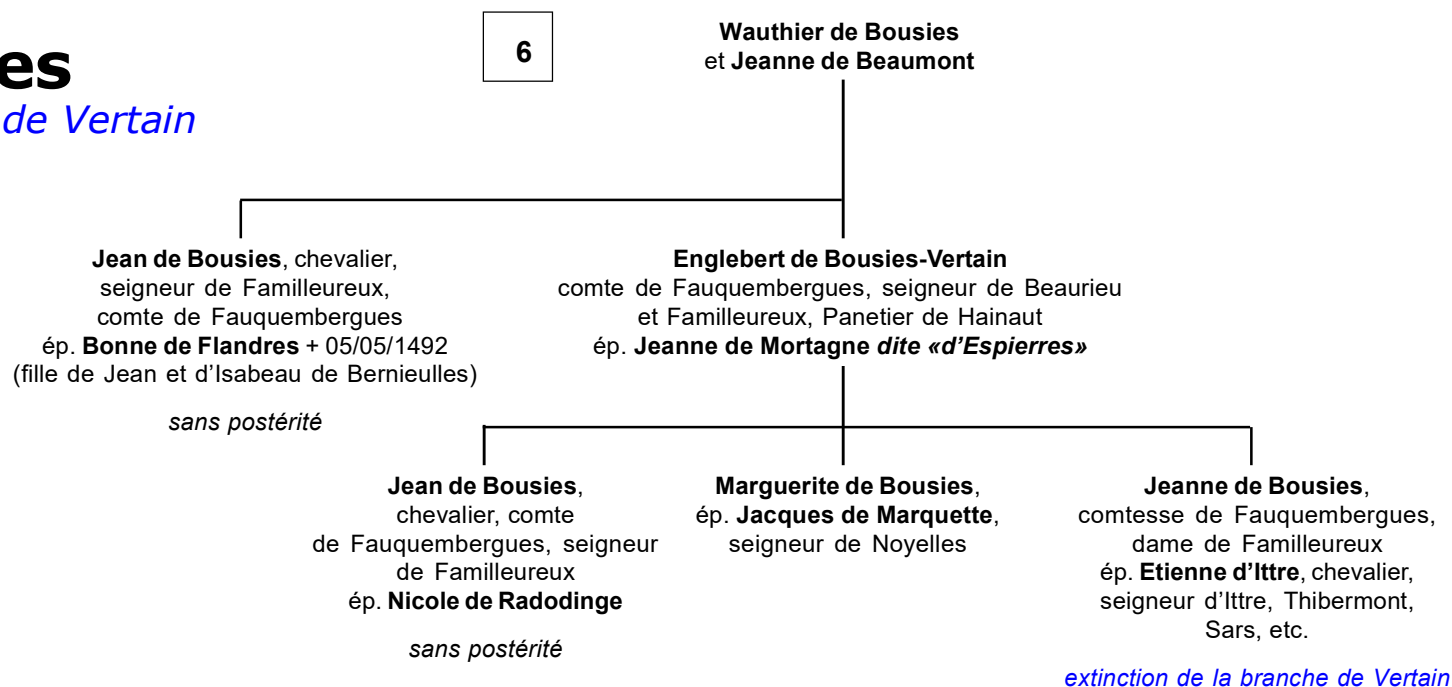 es
de Vertain
6
Wauthier de Bousies
et Jeanne de Beaumont
Jean de Bousies, chevalier,
seigneur de Familleureux,
comte de Fauquembergues
ép. Bonne de Flandres + 05/05/1492
(fille de Jean et d’Isabeau de Bernieulles)
sans postérité
Englebert de Bousies-Vertain
comte de Fauquembergues, seigneur de Beaurieu
et Familleureux, Panetier de Hainaut
ép. Jeanne de Mortagne dite «d’Espierres»
Jean de Bousies,
chevalier, comte
de Fauquembergues, seigneur
de Familleureux
ép. Nicole de Radodinge
sans postérité
Marguerite de Bousies,
ép. Jacques de Marquette,
seigneur de Noyelles
Jeanne de Bousies,
comtesse de Fauquembergues,
dame de Familleureux
ép. Etienne d’Ittre, chevalier,
seigneur d’Ittre, Thibermont,
Sars, etc.
extinction de la branche de Vertain